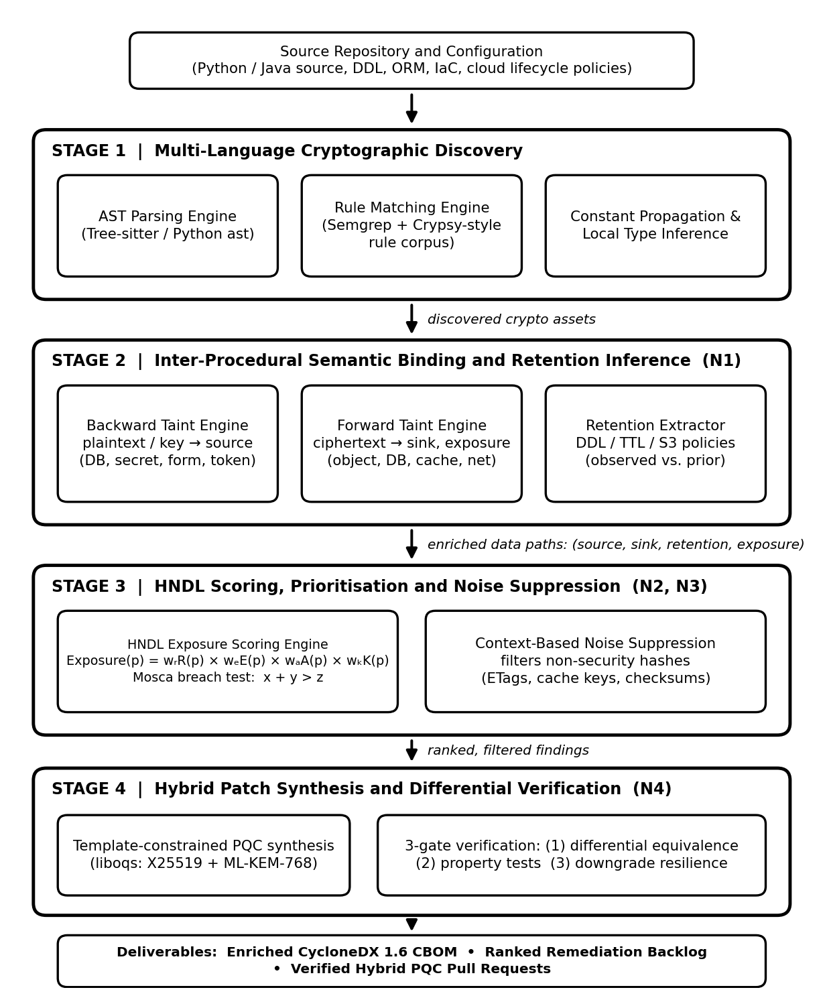 Source Repository and Configuration
(Python / Java source, DDL, ORM, IaC, cloud lifecycle policies)
STAGE 1 | Multi-Language Cryptographic Discovery
AST Parsing Engine
(Tree-sitter / Python ast)
Rule Matching Engine
(Semgrep + Crypsy-style
rule corpus)
Constant Propagation &
Local Type Inference
discovered crypto assets
STAGE 2 | Inter-Procedural Semantic Binding and Retention Inference (N1)
Backward Taint Engine
plaintext / key → source
(DB, secret, form, token)
Forward Taint Engine
ciphertext → sink, exposure
(object, DB, cache, net)
Retention Extractor
DDL / TTL / S3 policies
(observed vs. prior)
enriched data paths: (source, sink, retention, exposure)
STAGE 3 | HNDL Scoring, Prioritisation and Noise Suppression (N2, N3)
HNDL Exposure Scoring Engine
Exposure(p) = wᵣR(p) × wₑE(p) × wₐA(p) × wₖK(p)
Mosca breach test: x + y > z
Context-Based Noise Suppression
filters non-security hashes
(ETags, cache keys, checksums)
ranked, filtered findings
STAGE 4 | Hybrid Patch Synthesis and Differential Verification (N4)
Template-constrained PQC synthesis
(liboqs: X25519 + ML-KEM-768)
3-gate verification: (1) differential equivalence
(2) property tests (3) downgrade resilience
Deliverables: Enriched CycloneDX 1.6 CBOM • Ranked Remediation Backlog
• Verified Hybrid PQC Pull Requests